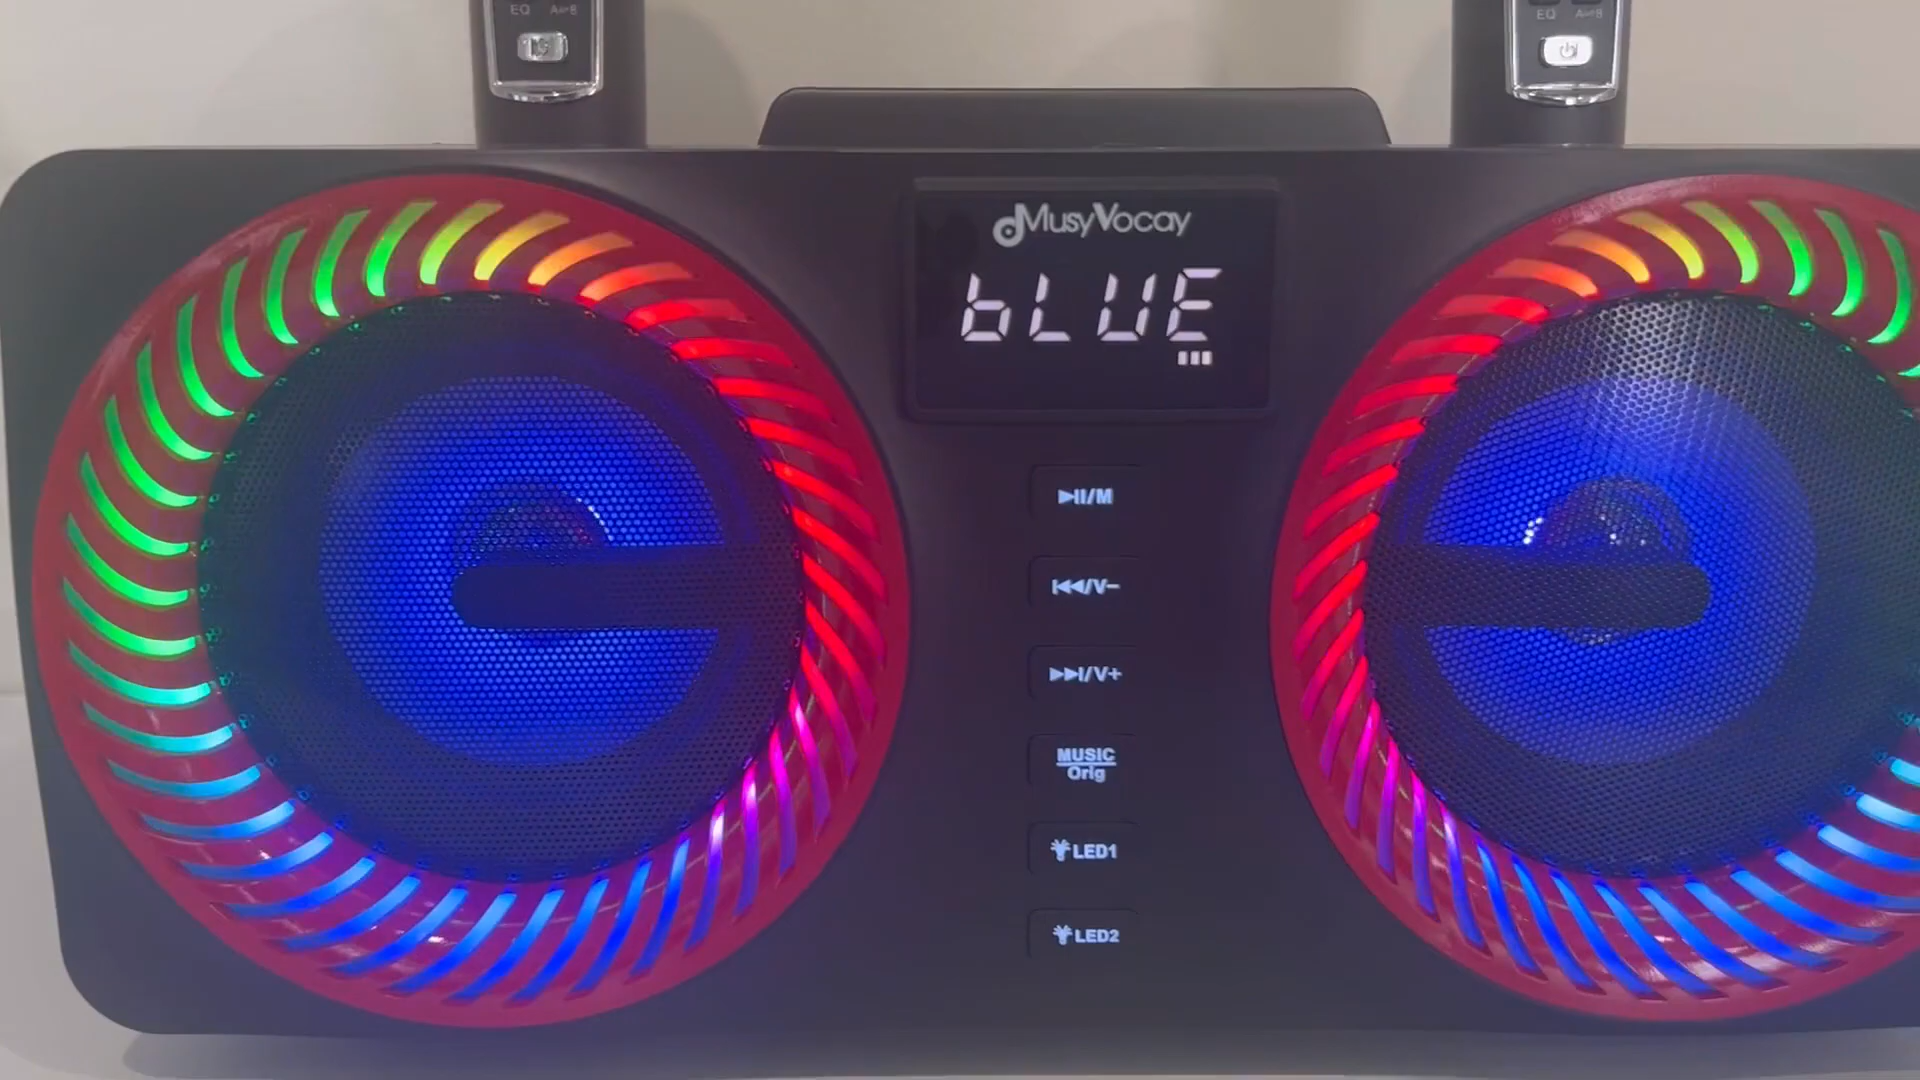 EQ A⇌B
EQ A⇌B
MusyVocay
bLUE
▶II/M
I◀◀/V−
▶▶I/V+
MUSIC
Orig
LED1
LED2